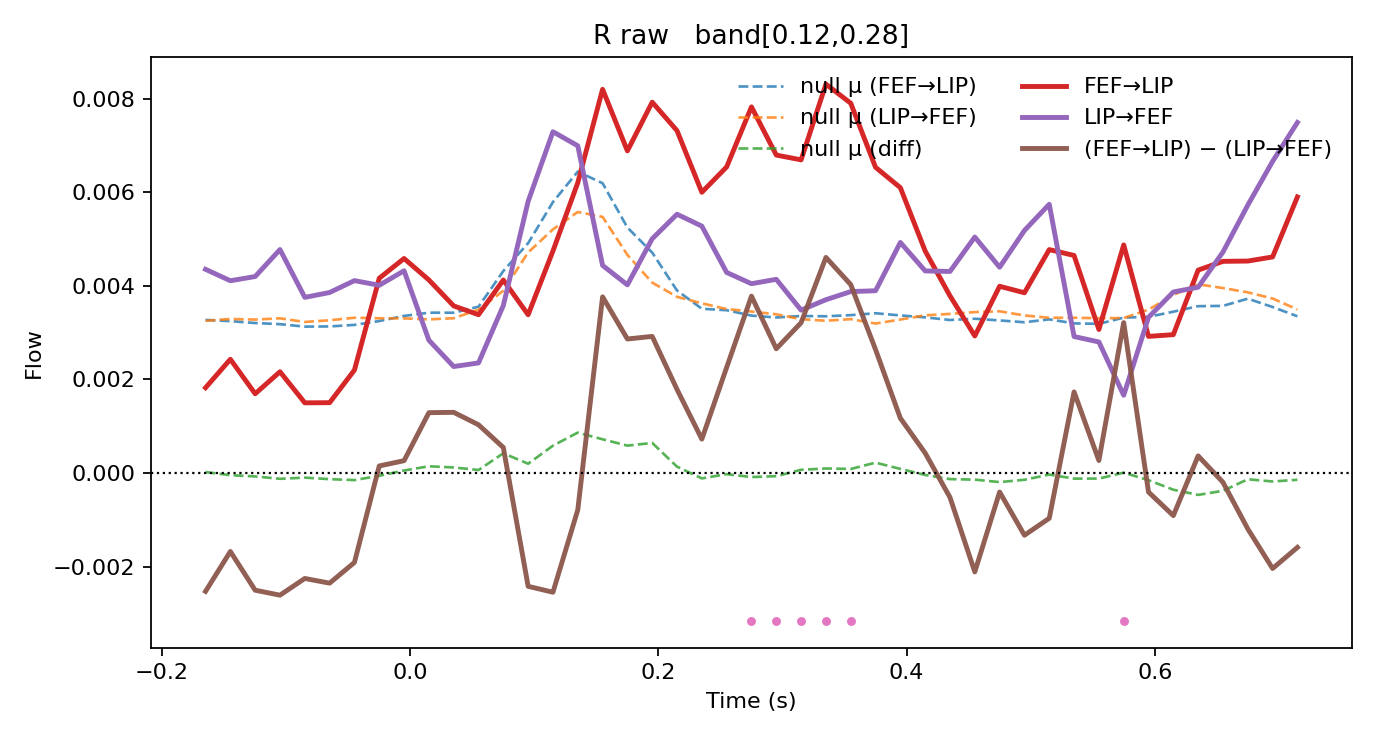 R raw   band[0.12,0.28]
null μ (FEF→LIP)
null μ (LIP→FEF)
null μ (diff)
FEF→LIP
LIP→FEF
(FEF→LIP) − (LIP→FEF)
Flow
0.008
0.006
0.004
0.002
0.000
−0.002
−0.2
0.0
0.2
0.4
0.6
Time (s)